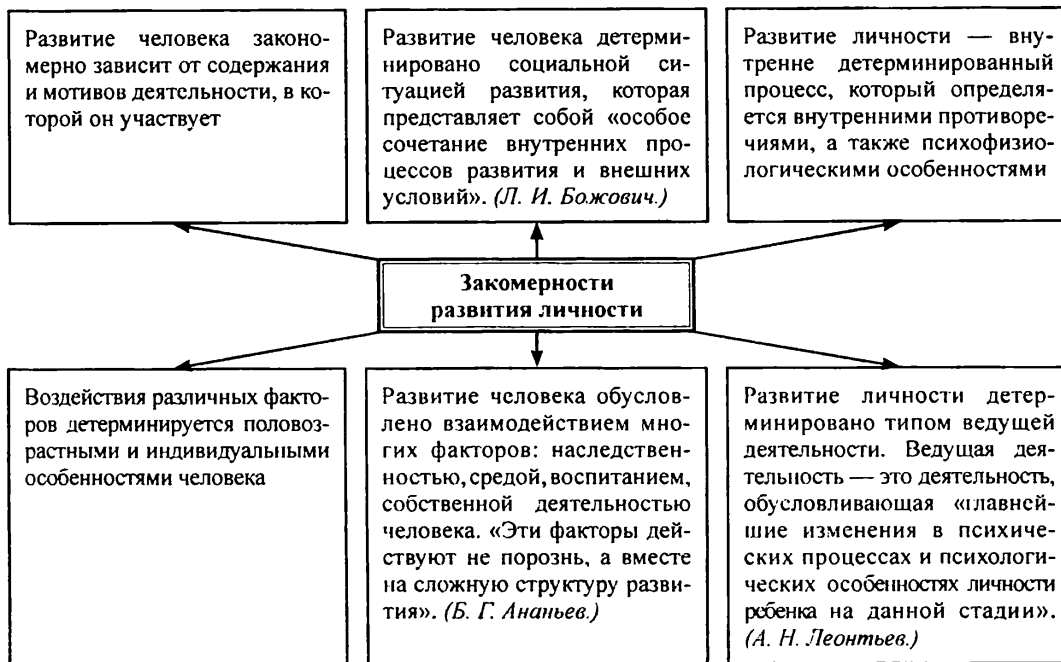 Развитие человека законо-
мерно зависит от содержания
и мотивов деятельности, в ко-
торой он участвует
Развитие человека детерми-
нировано социальной си-
туацией развития, которая
представляет собой «особое
сочетание внутренних про-
цессов развития и внешних
условий». (Л. И. Божович.)
Развитие личности — вну-
тренне детерминированный
процесс, который определя-
ется внутренними противоре-
чиями, а также психофизио-
логическими особенностями
Закомерности
развития личности
Воздействия различных факто-
ров детерминируется половоз-
растными и индивидуальными
особенностями человека
Развитие человека обуслов-
лено взаимодействием мно-
гих факторов: наследствен-
ностью, средой, воспитанием,
собственной деятельностью
человека. «Эти факторы дей-
ствуют не порознь, а вместе
на сложную структуру разви-
тия». (Б. Г. Ананьев.)
Развитие личности детер-
минировано типом ведущей
деятельности. Ведущая дея-
тельность — это деятельность,
обусловливающая «главней-
шие изменения в психиче-
ских процессах и психологи-
ческих особенностях личности
ребенка на данной стадии».
(А. Н. Леонтьев.)